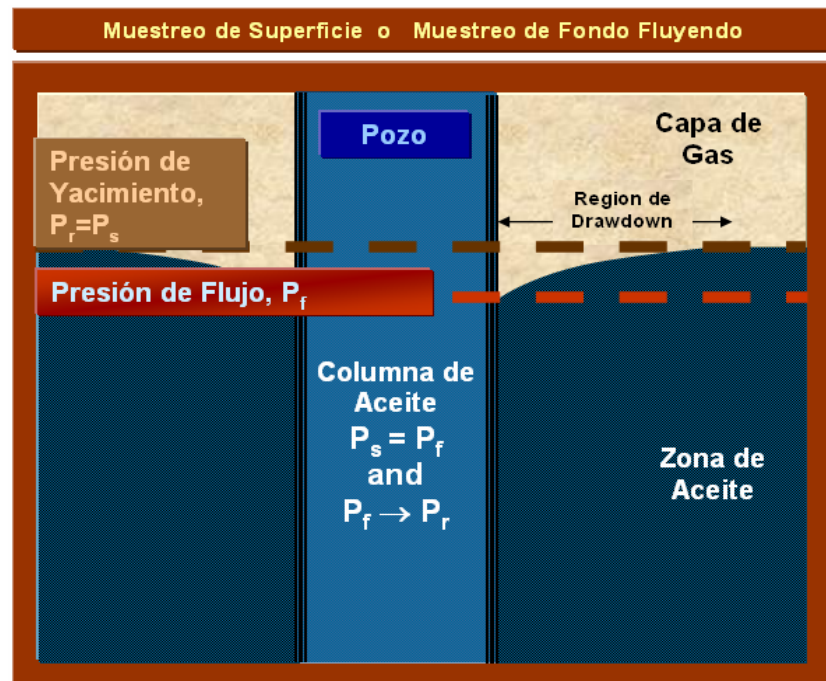 Muestreo de Superficie o Muestreo de Fondo Fluyendo
Pozo
Capa de
Gas
Presión de
Yacimiento,
Pr=Ps
Region de
Drawdown
Presión de Flujo, Pf
Columna de
Aceite
Ps = Pf
and
Pf → Pr
Zona de
Aceite